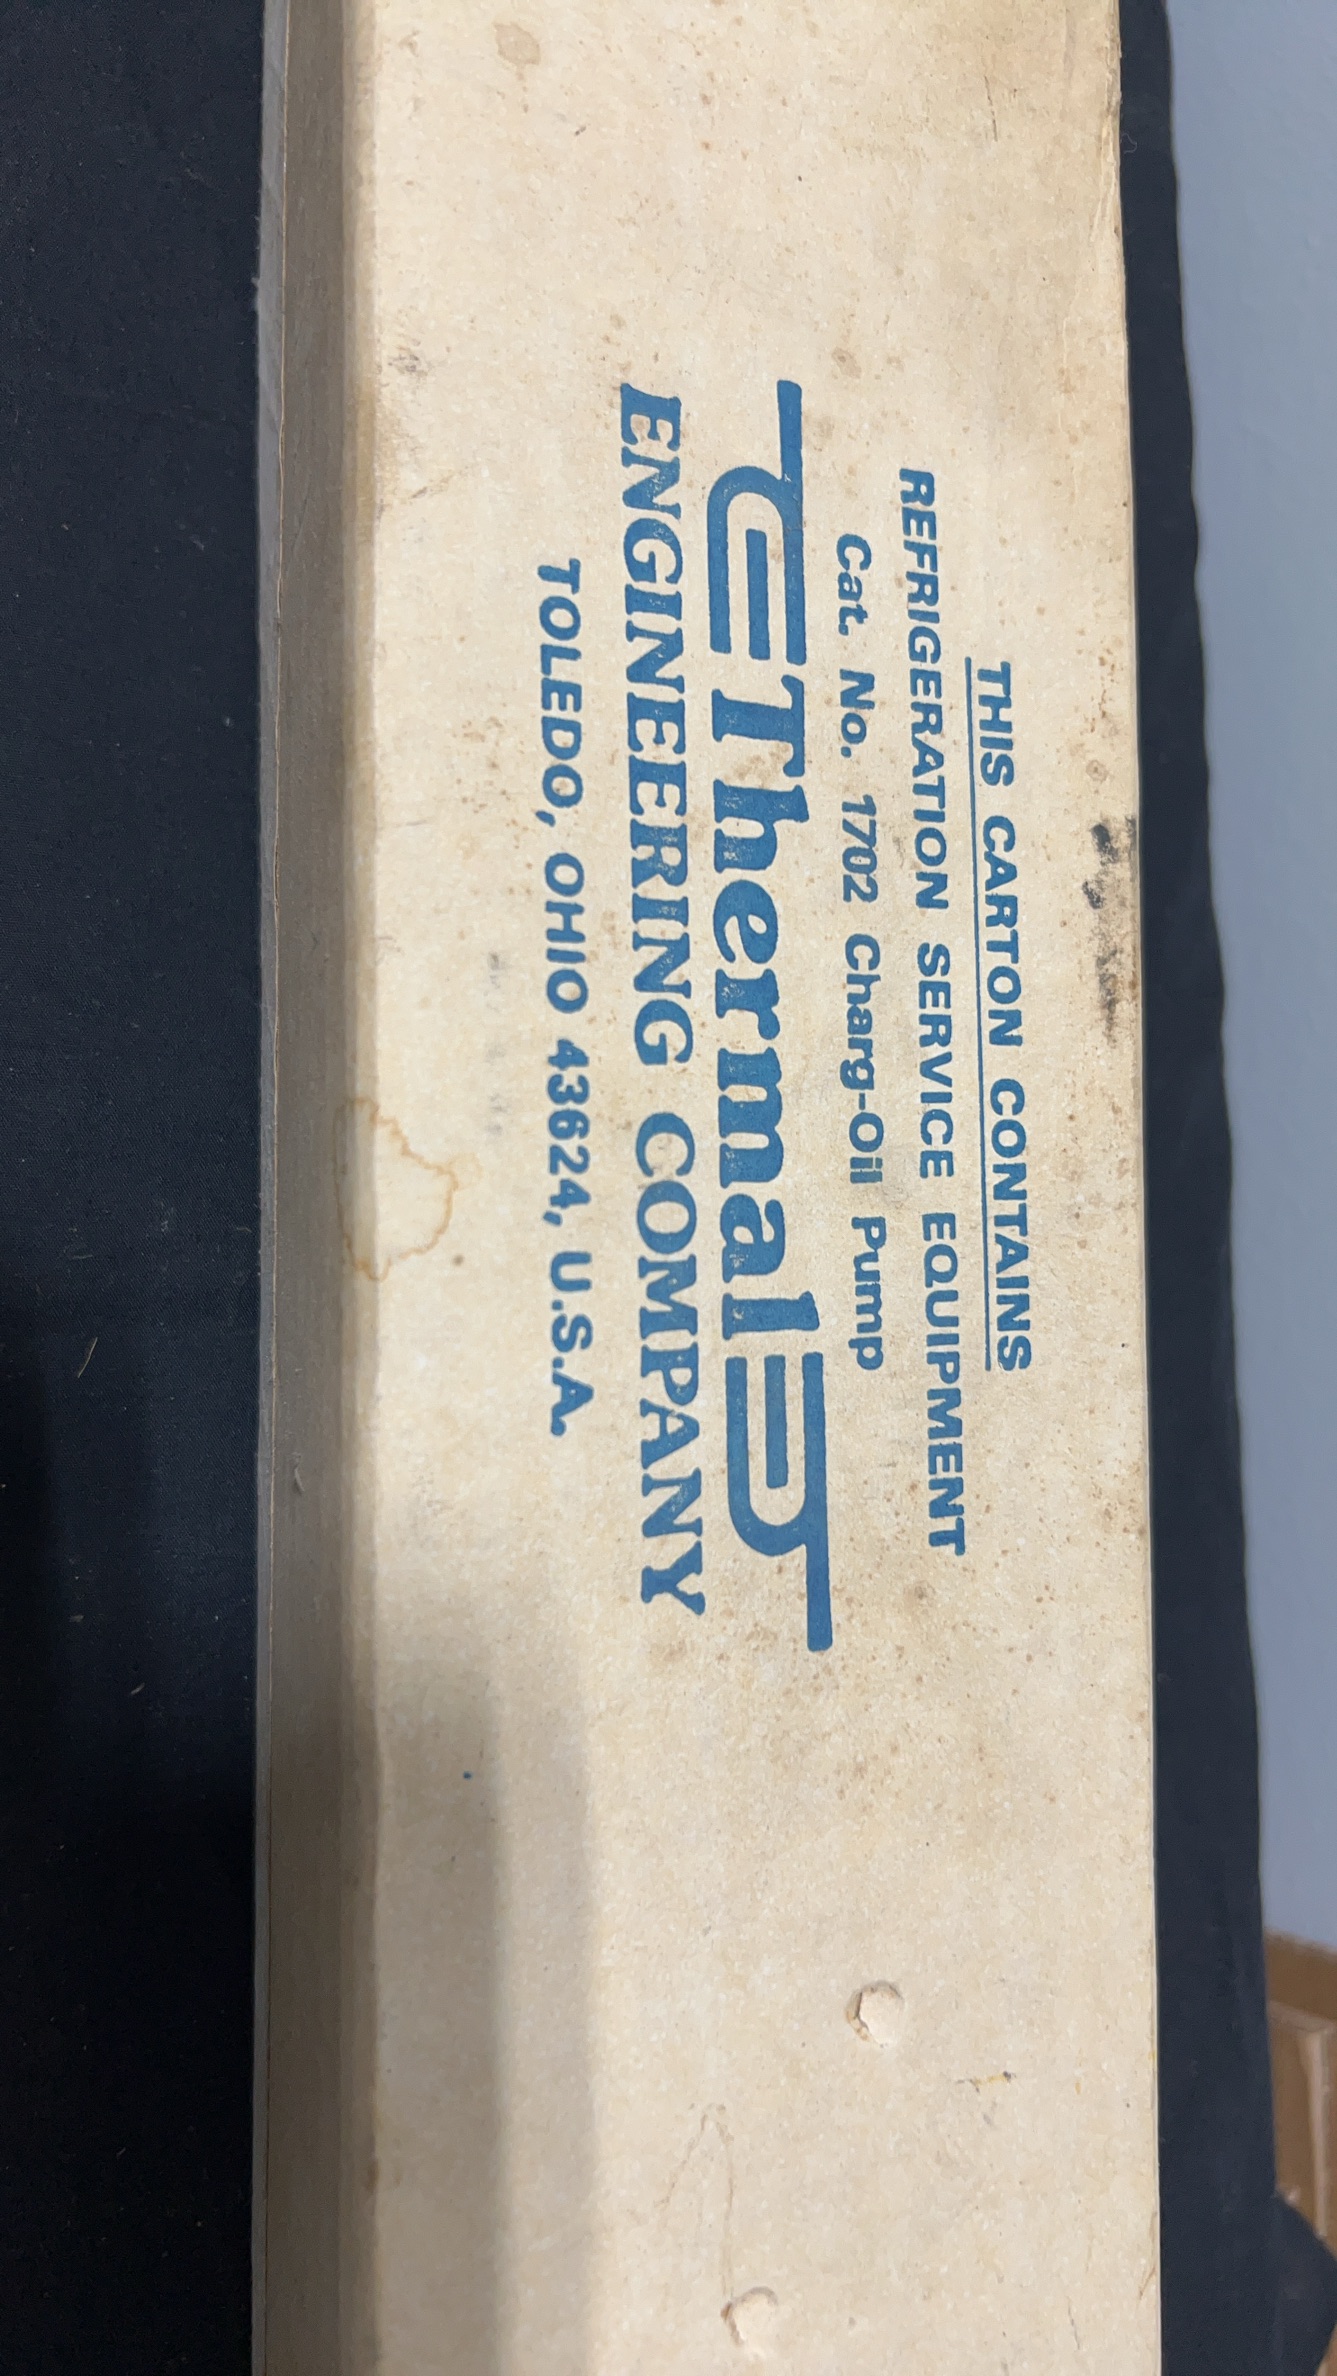 THIS CARTON CONTAINS
REFRIGERATION SERVICE EQUIPMENT
Cat. No. 1702 Charg-Oil Pump
Thermal
ENGINEERING COMPANY
TOLEDO, OHIO 43624, U.S.A.